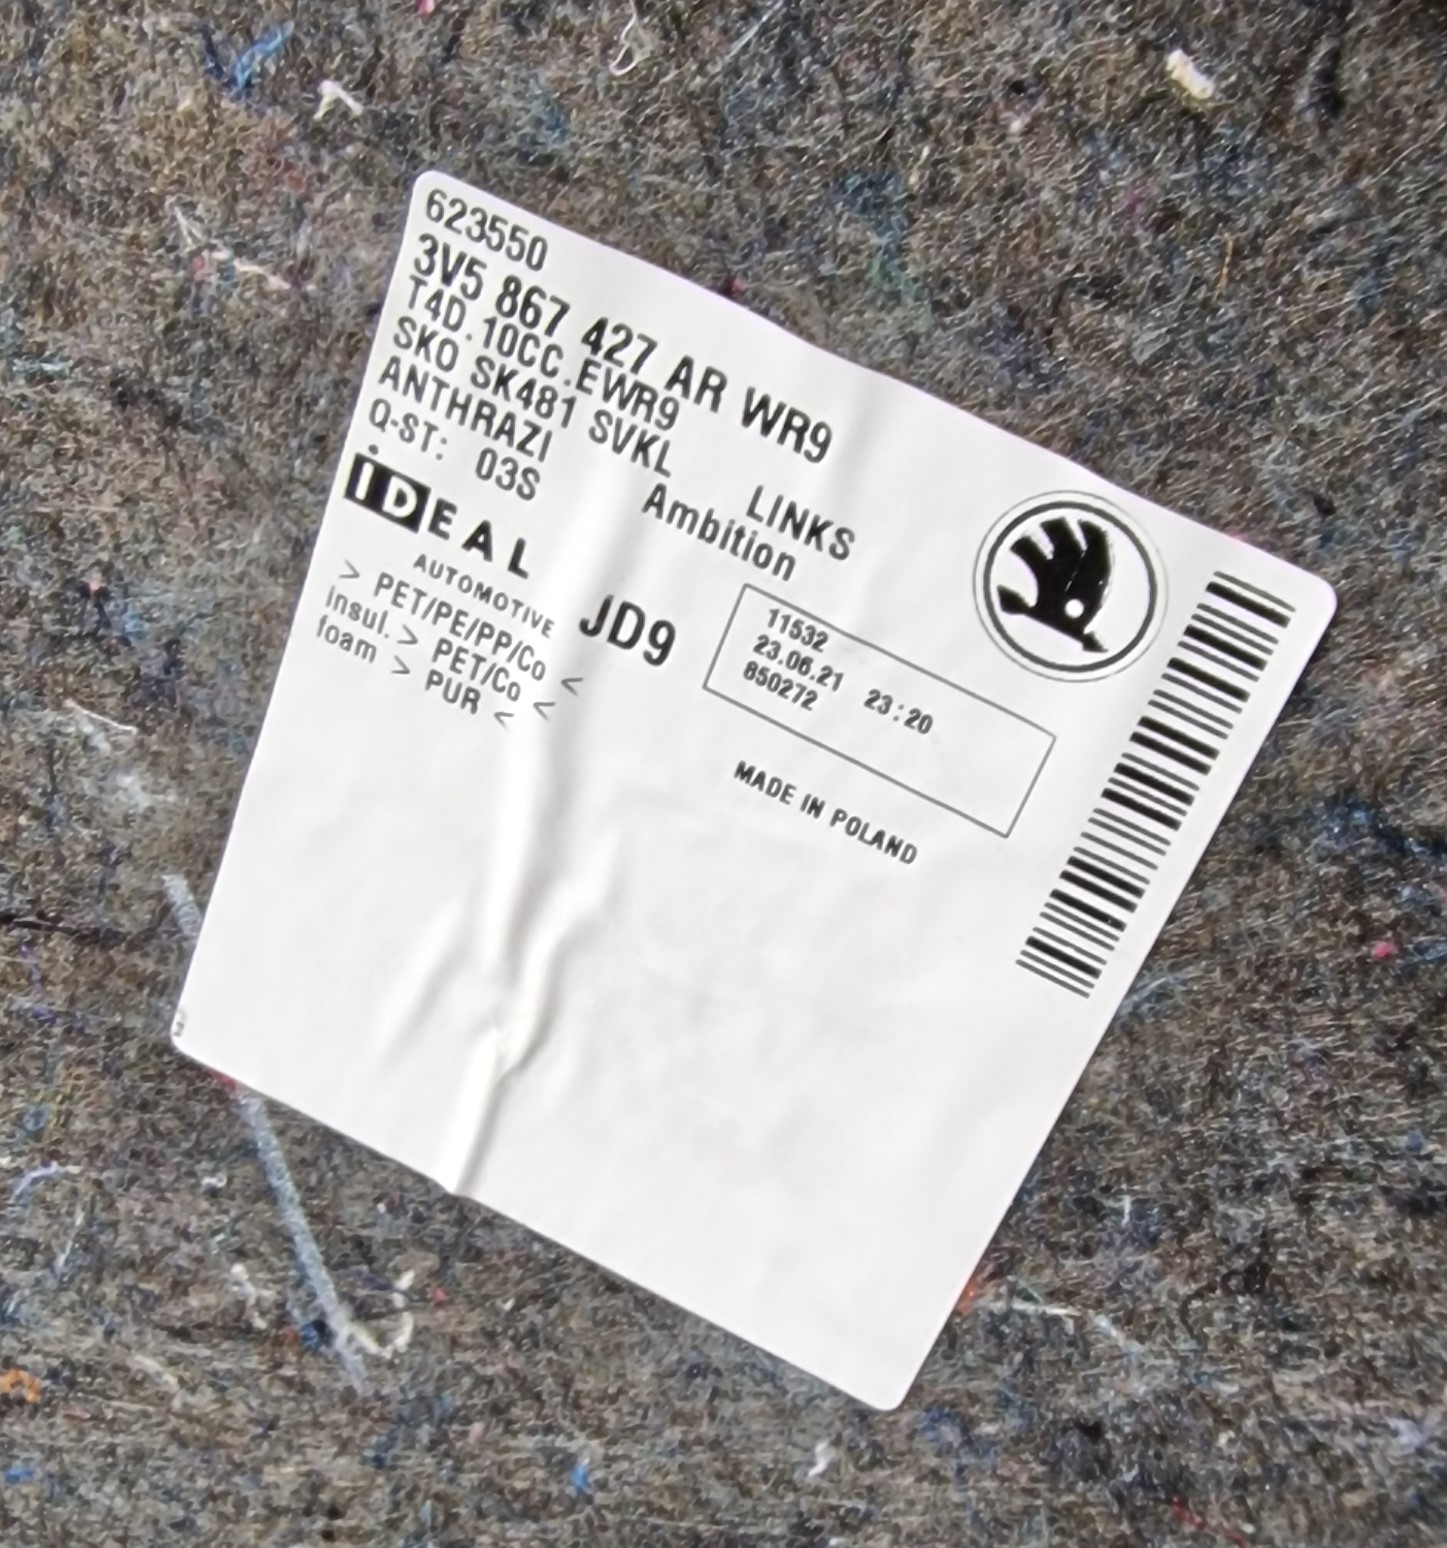 623550
3V5 867 427 AR WR9
T4D.10CC.EWR9
SKO SK481 SVKL
ANTHRAZI
LINKS
Q-ST: 03S
Ambition
IDEAL
AUTOMOTIVE
JD9
> PET/PE/PP/Co <
insul.> PET/Co <
foam > PUR <
11532
23.06.21 23:20
850272
MADE IN POLAND